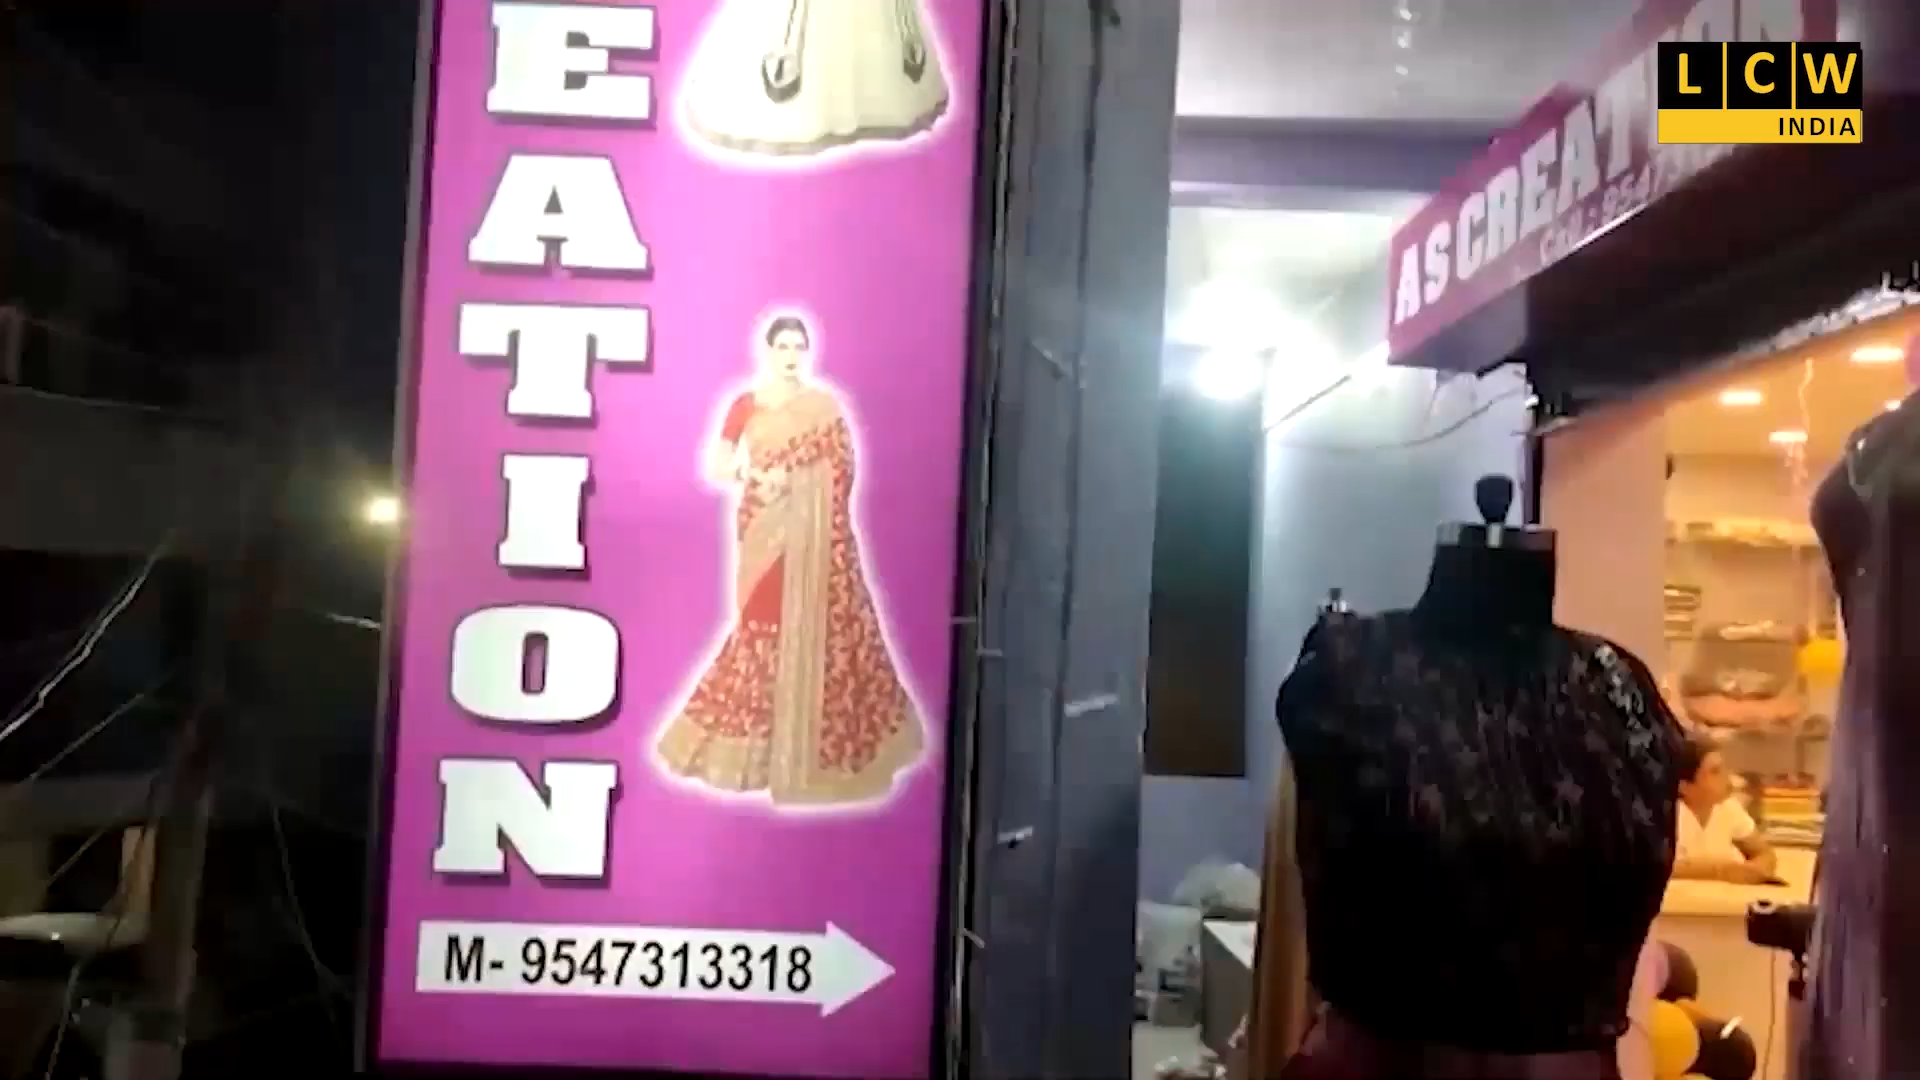 EATION
M- 9547313318
AS CREATION
LCW
INDIA